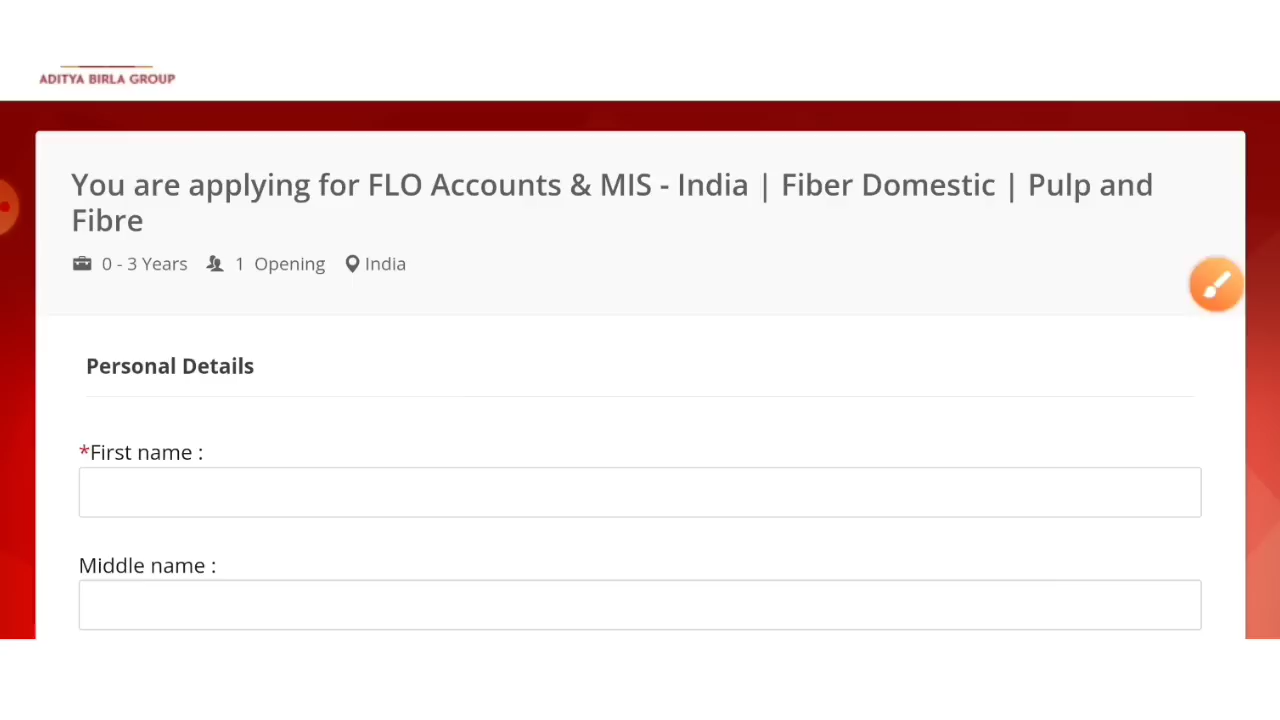 ADITYA BIRLA GROUP
You are applying for FLO Accounts & MIS - India | Fiber Domestic | Pulp and
Fibre
0 - 3 Years 1 Opening India
Personal Details
*First name :
Middle name :